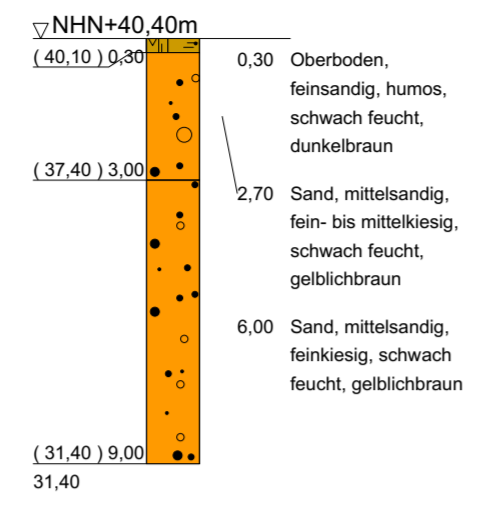 NHN+40,40m
( 40,10 ) 0,30
0,30 Oberboden,
feinsandig, humos,
schwach feucht,
dunkelbraun
( 37,40 ) 3,00
2,70 Sand, mittelsandig,
fein- bis mittelkiesig,
schwach feucht,
gelblichbraun
6,00 Sand, mittelsandig,
feinkiesig, schwach
feucht, gelblichbraun
( 31,40 ) 9,00
31,40